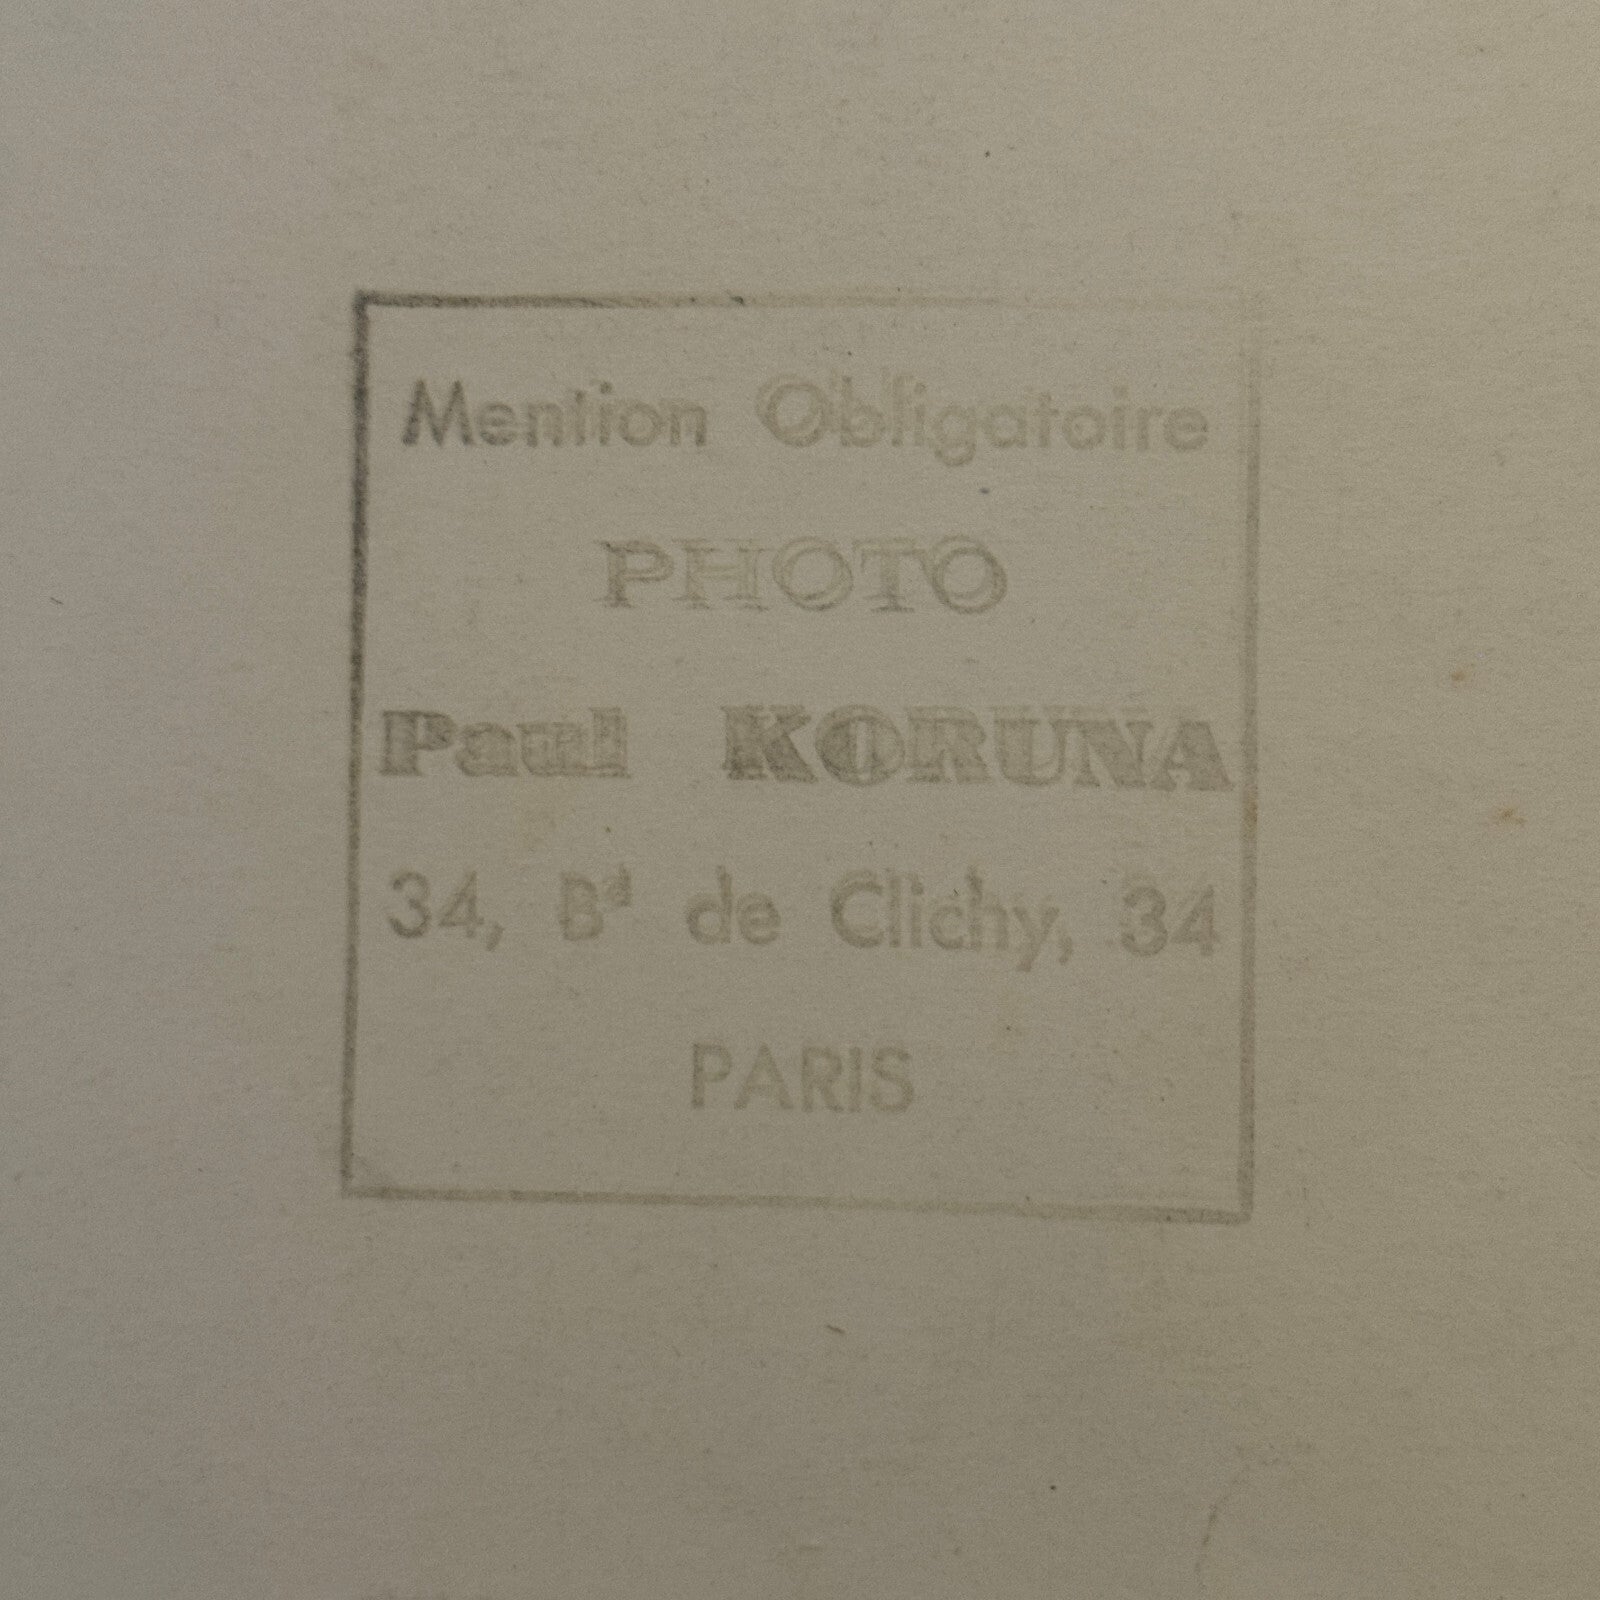 Mention Obligatoire
PHOTO
Paul KORUNA
34, Bd de Clichy, 34
PARIS